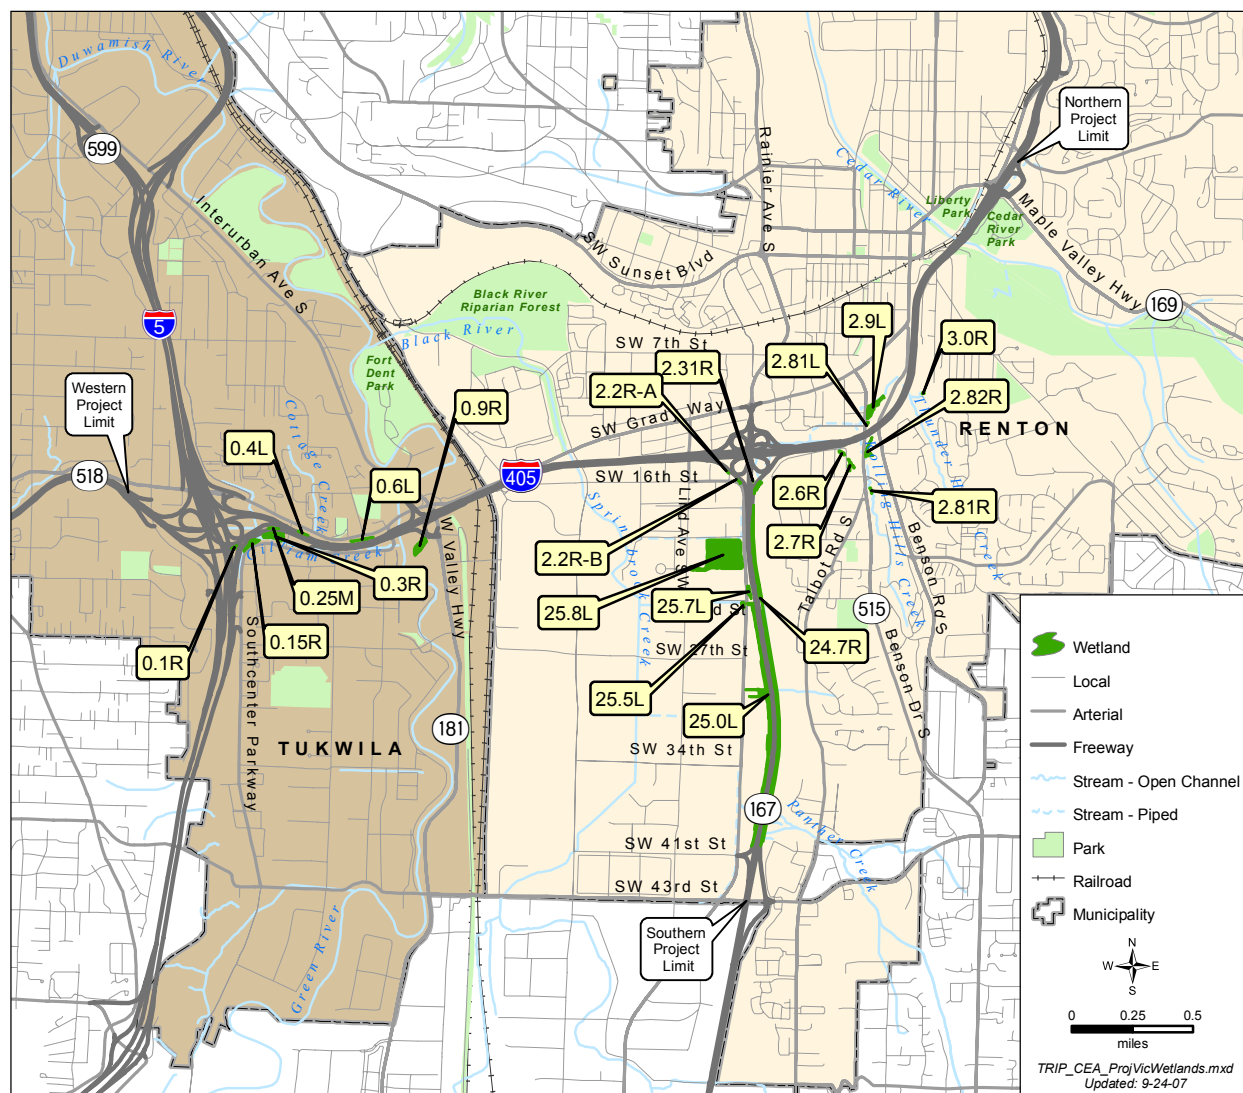 Duwamish River
599
Interurban Ave S
5
Western
Project
Limit
518
Fort
Dent
Park
Black River
Black River
Riparian Forest
Cottage Creek
Gilliam Creek
0.4L
0.6L
0.9R
0.3R
0.25M
0.15R
0.1R
Southcenter Parkway
W Valley Hwy
TUKWILA
181
Green River
SW Sunset Blvd
Rainier Ave S
Cedar River
Liberty
Park
Cedar
River
Park
Northern
Project
Limit
Maple Valley Hwy
169
SW 7th St
2.31R
2.2R-A
SW Grady Way
405
SW 16th St
Lind Ave SW
Springbrook Creek
2.2R-B
25.8L
25.7L
25.5L
25.0L
24.7R
SW 27th St
SW 34th St
SW 41st St
SW 43rd St
167
Panther Creek
Southern
Project
Limit
2.9L
2.81L
3.0R
2.82R
RENTON
2.6R
2.7R
2.81R
Rolling Hills Creek
Talbot Rd S
515
Benson Rd S
Benson Dr S
Wetland
Local
Arterial
Freeway
Stream - Open Channel
Stream - Piped
Park
Railroad
Municipality
N
W E
S
0 0.25 0.5
miles
TRIP_CEA_ProjVicWetlands.mxd
Updated: 9-24-07